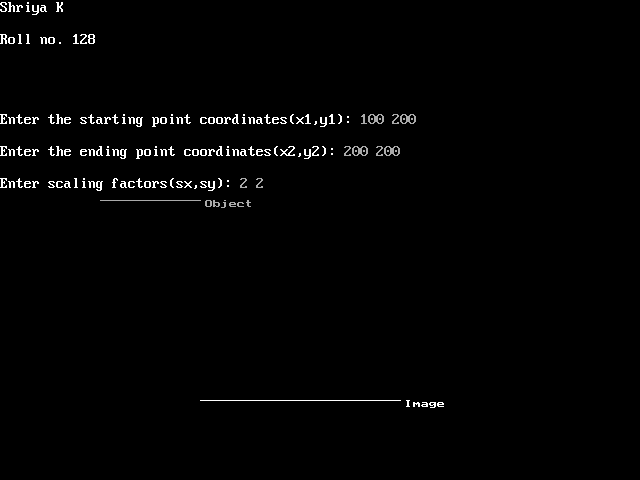 Shriya K
Roll no. 128
Enter the starting point coordinates(x1,y1): 100 200
Enter the ending point coordinates(x2,y2): 200 200
Enter scaling factors(sx,sy): 2 2
Object
Image